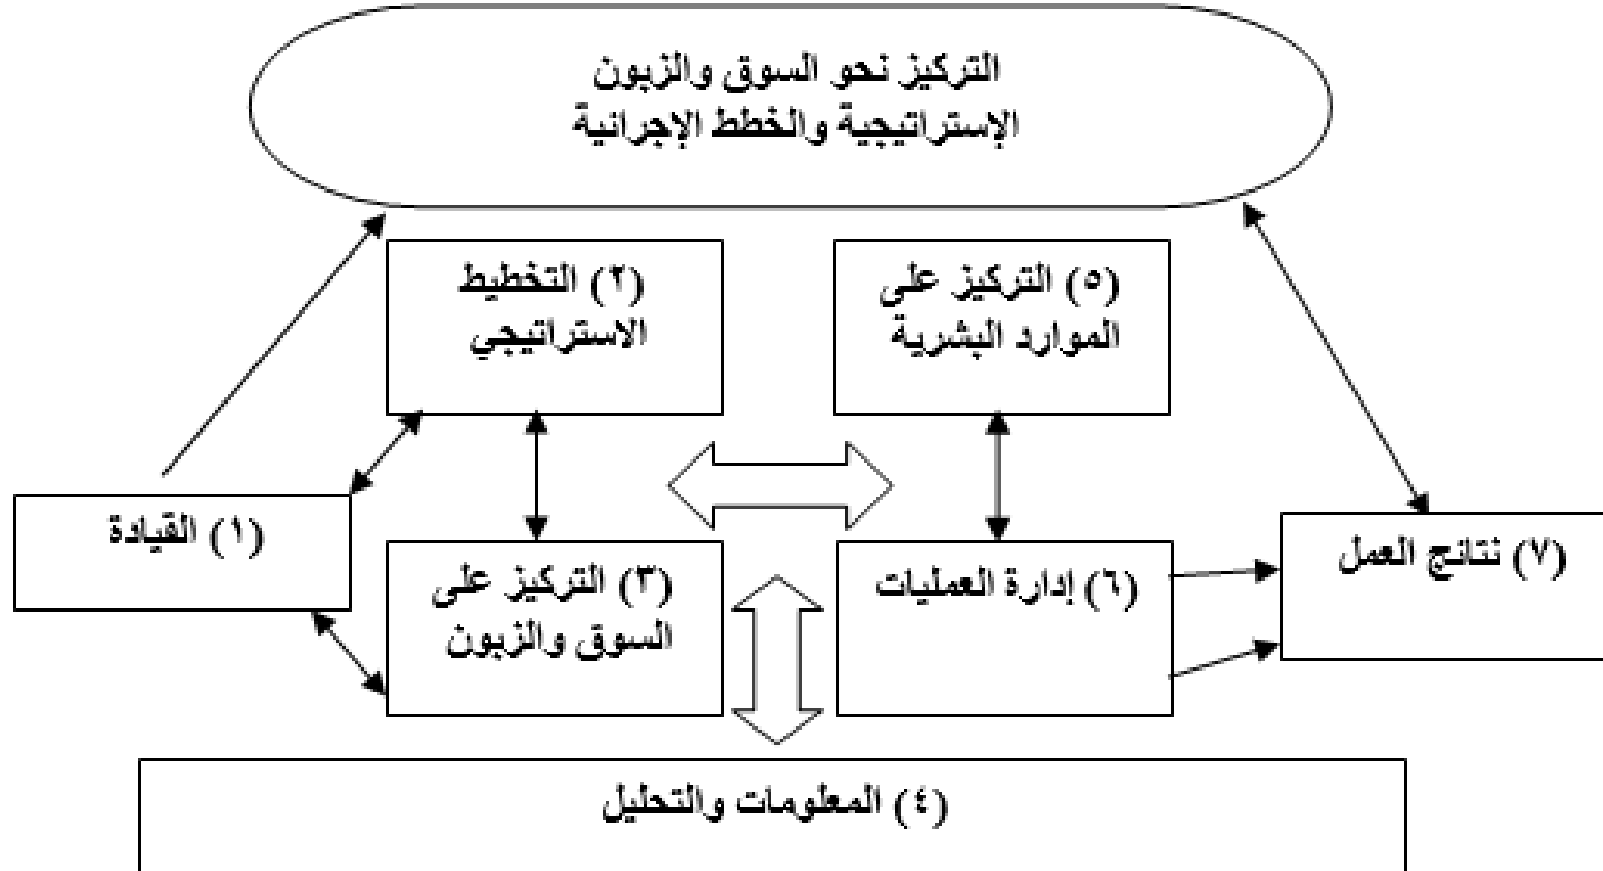 التركيز نحو السوق والزبون
الإستراتيجية والخطط الإجرائية
(٢) التخطيط
الاستراتيجي
(٥) التركيز على
الموارد البشرية
(١) القيادة
(٣) التركيز على
السوق والزبون
(٦) إدارة العمليات
(٧) نتائج العمل
(٤) المعلومات والتحليل